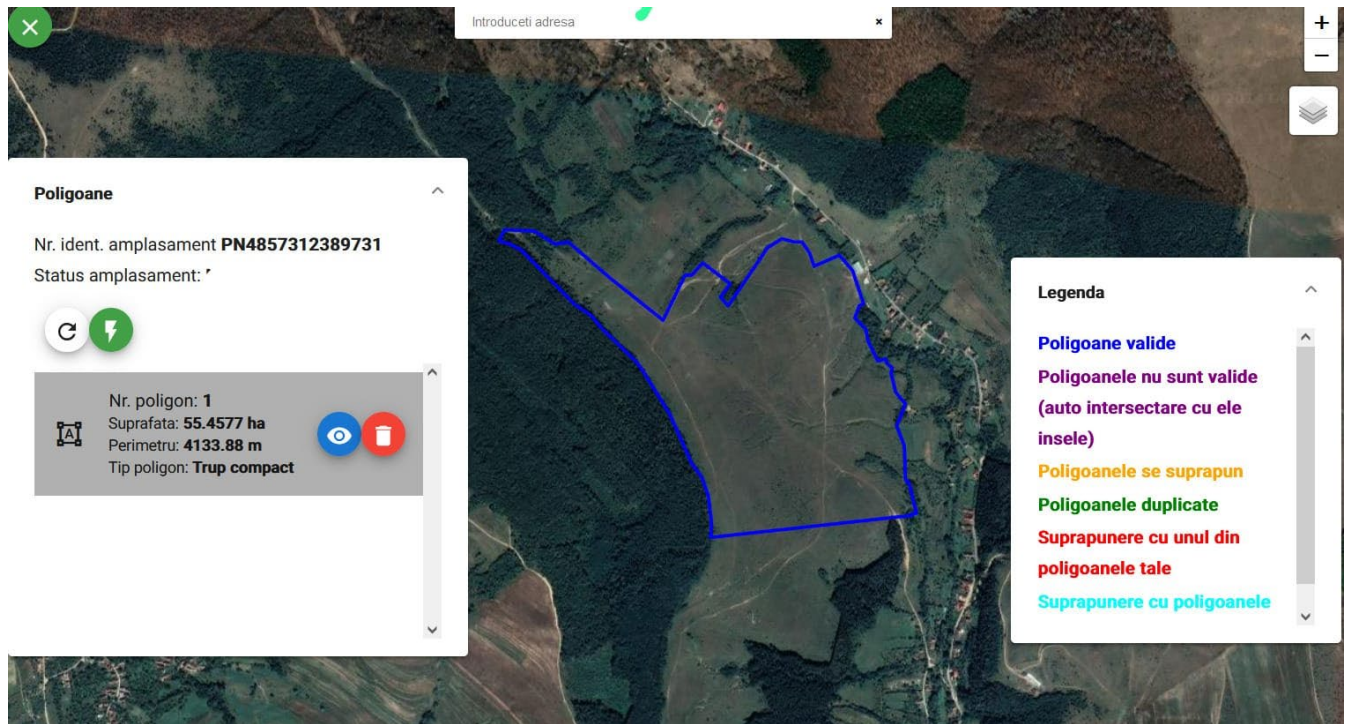 Introduceti adresa
×
+
−
Poligoane
Nr. ident. amplasament PN4857312389731
Status amplasament: ʹ
Nr. poligon: 1
Suprafata: 55.4577 ha
Perimetru: 4133.88 m
Tip poligon: Trup compact
Legenda
Poligoane valide
Poligoanele nu sunt valide
(auto intersectare cu ele
insele)
Poligoanele se suprapun
Poligoanele duplicate
Suprapunere cu unul din
poligoanele tale
Suprapunere cu poligoanele